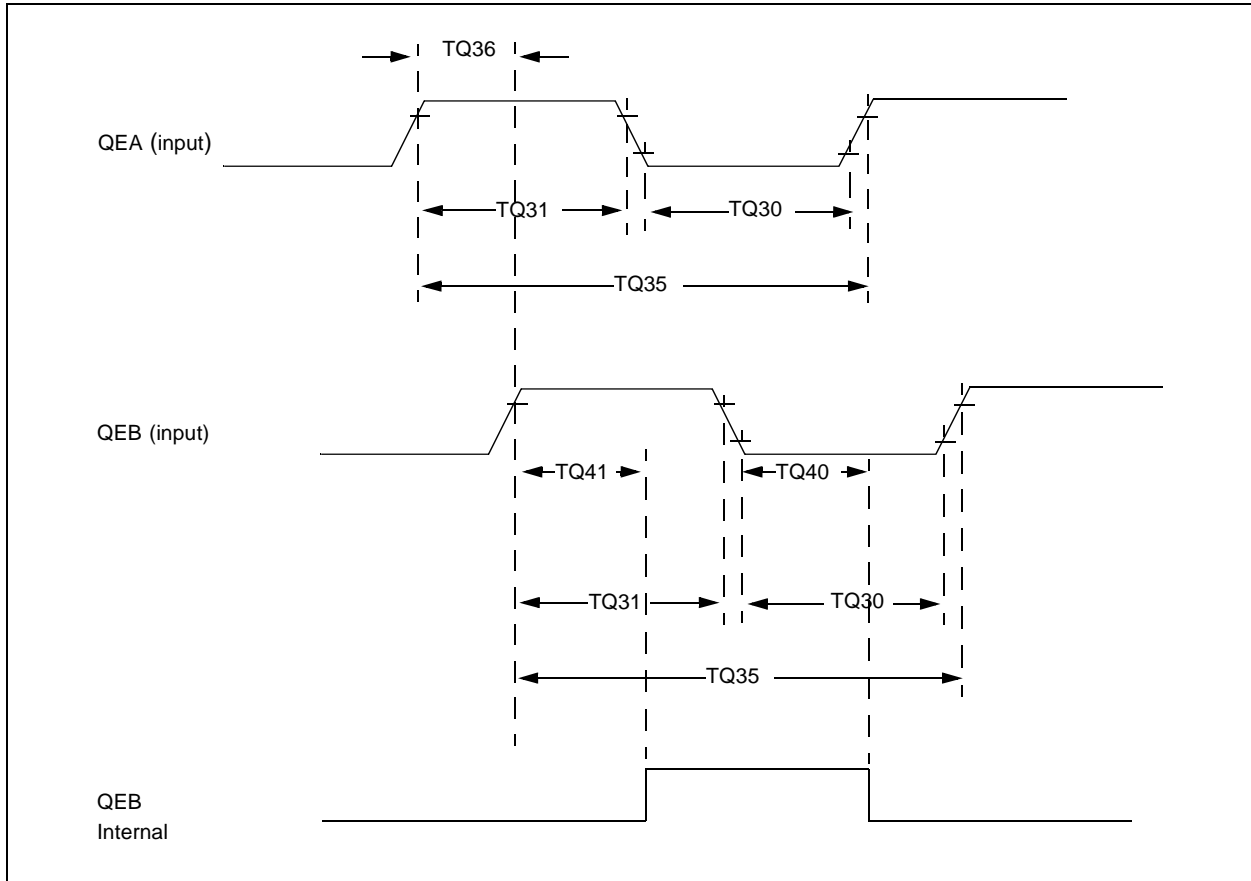 TQ36
QEA (input)
TQ31
TQ30
TQ35
QEB (input)
TQ41
TQ40
TQ31
TQ30
TQ35
QEB
Internal